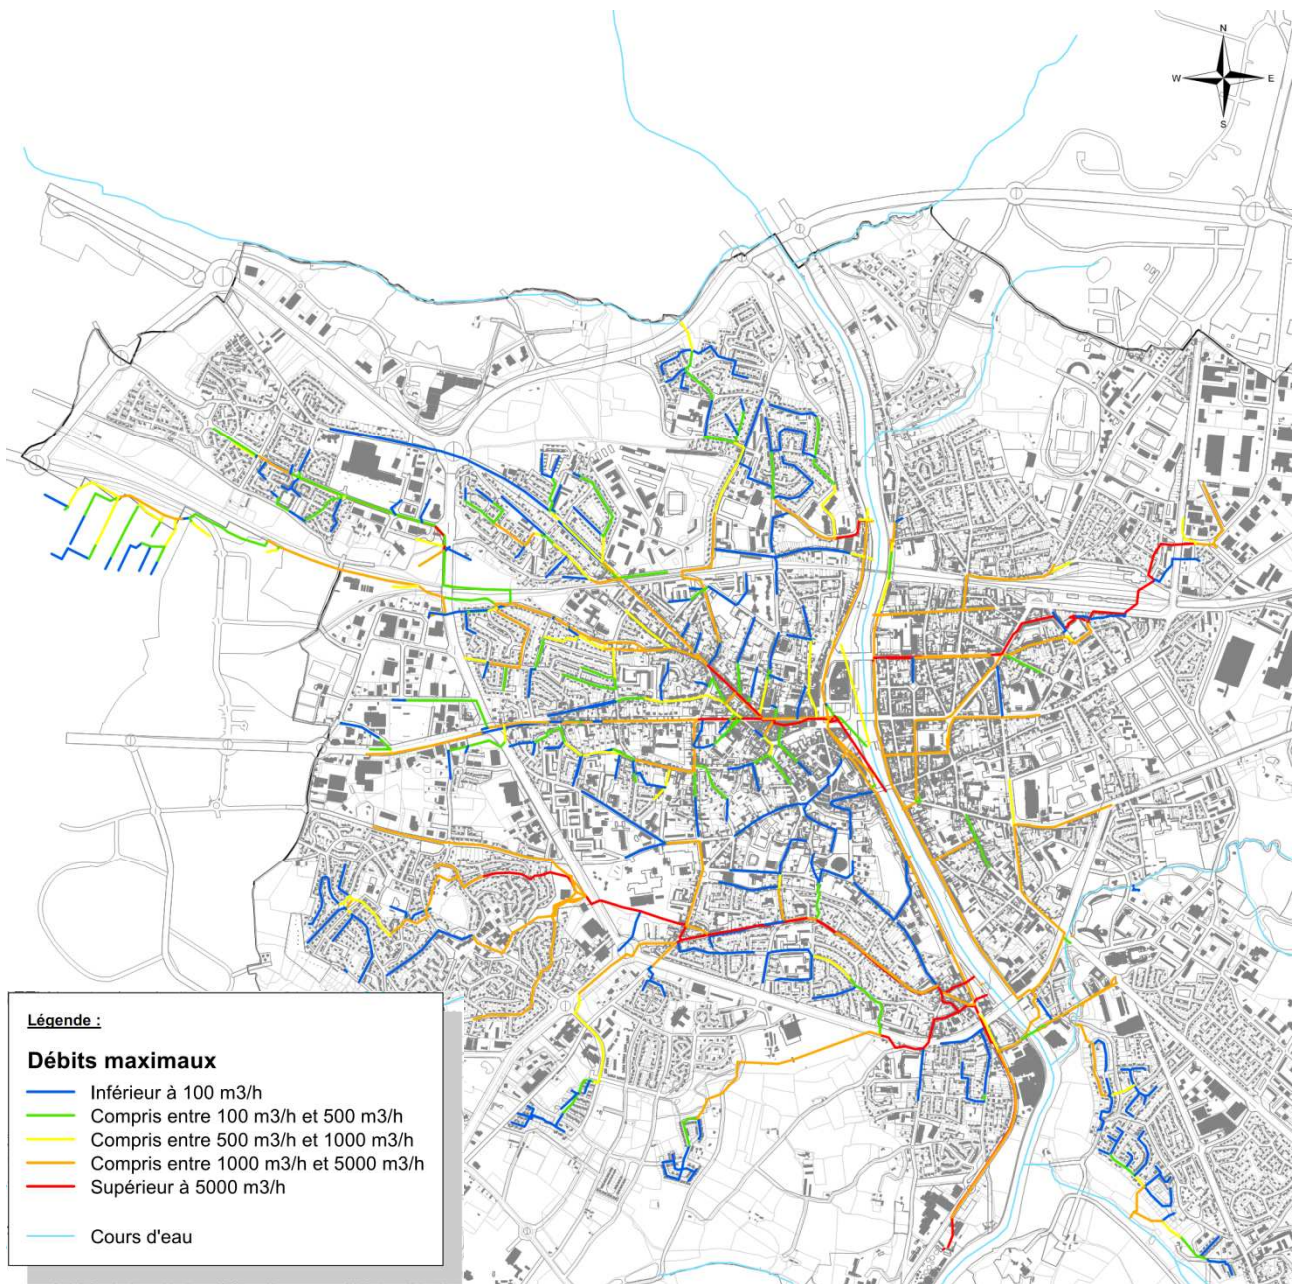 N
W E
S
Légende :
Débits maximaux
Inférieur à 100 m3/h
Compris entre 100 m3/h et 500 m3/h
Compris entre 500 m3/h et 1000 m3/h
Compris entre 1000 m3/h et 5000 m3/h
Supérieur à 5000 m3/h
Cours d'eau